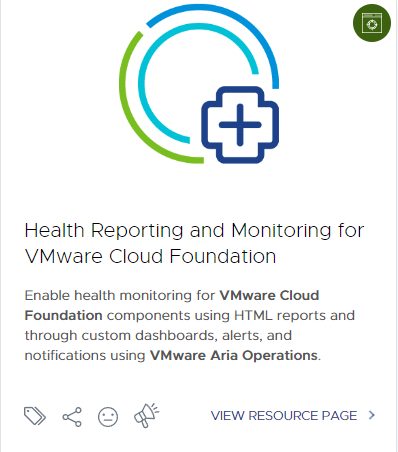 Health Reporting and Monitoring for
VMware Cloud Foundation
Enable health monitoring for VMware Cloud
Foundation components using HTML reports and
through custom dashboards, alerts, and
notifications using VMware Aria Operations.
VIEW RESOURCE PAGE